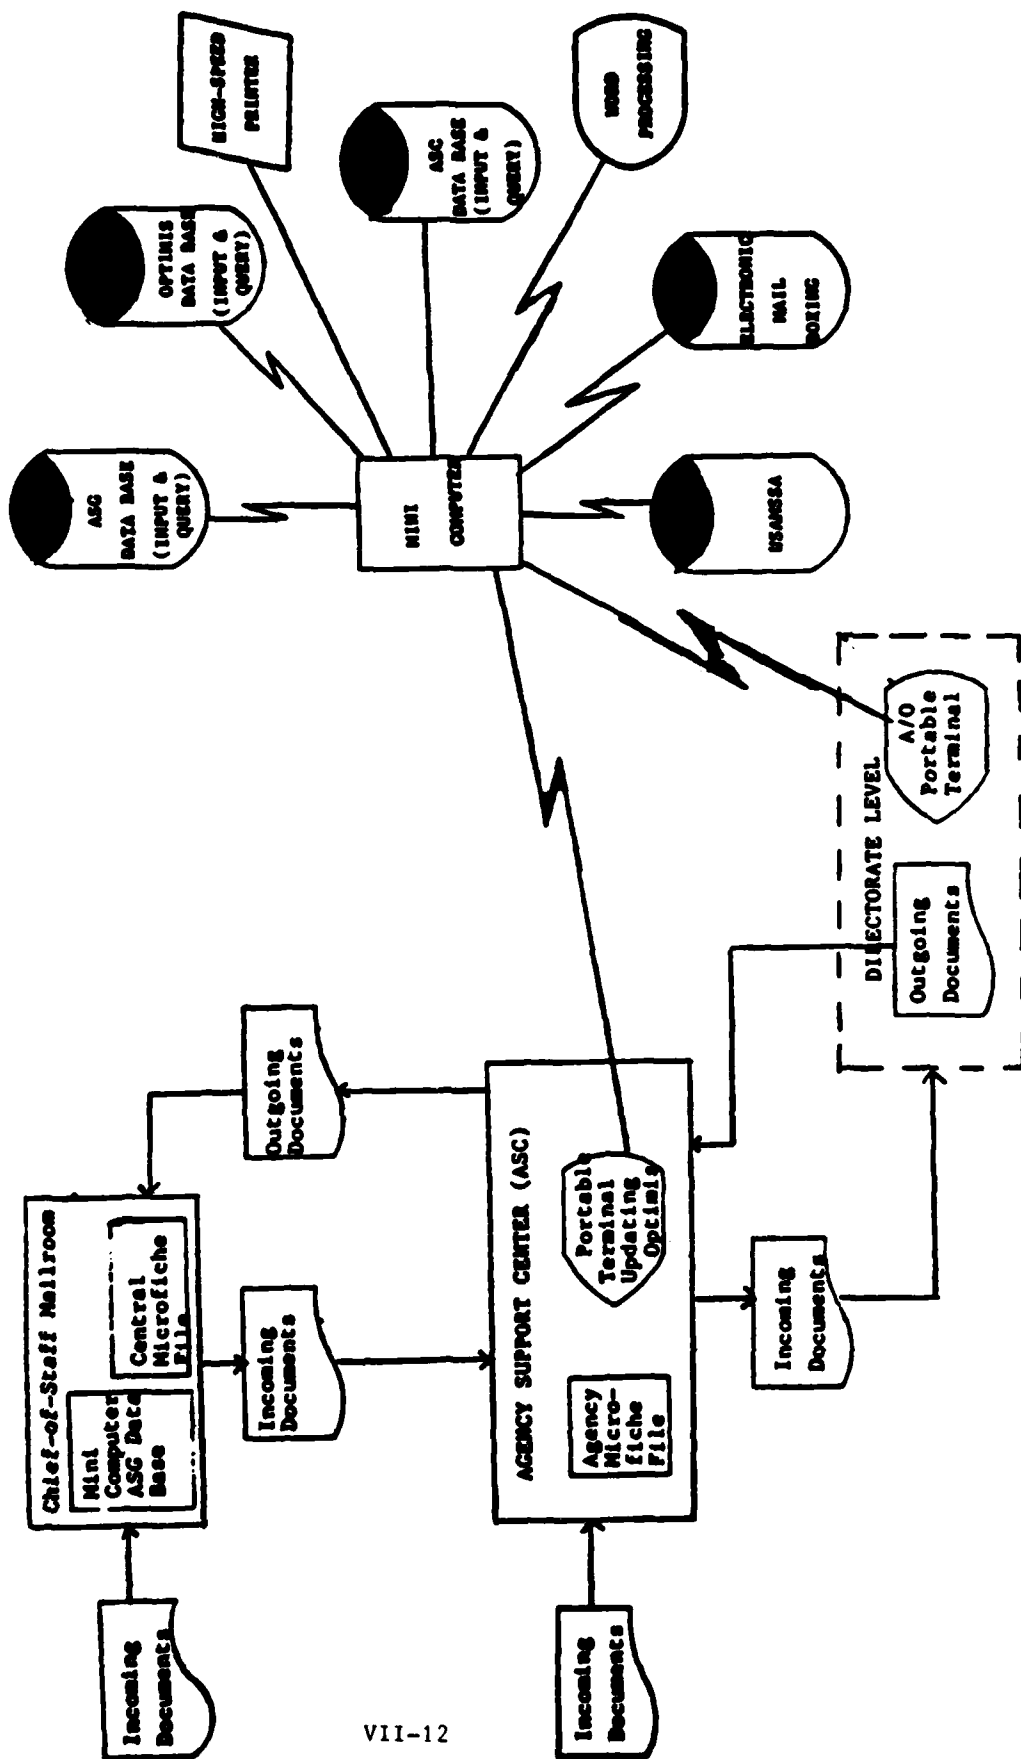 Incoming
Documents
Chief-of-Staff Mailroom
Mini
Computer
ASG Data
Base
Central
Microfiche
File
Incoming
Documents
Outgoing
Documents
Incoming
Documents
AGENCY SUPPORT CENTER (ASC)
Agency
Micro-
fiche
File
Portable
Terminal
Updating
Optimis
Incoming
Documents
DIRECTORATE LEVEL
Outgoing
Documents
A/O
Portable
Terminal
ASG
DATA BASE
(INPUT &
QUERY)
OPTIMIS
DATA BASE
(INPUT &
QUERY)
HIGH-SPEED
PRINTER
MINI
COMPUTER
ASC
DATA BASE
(INPUT &
QUERY)
WORD
PROCESSING
ELECTRONIC
MAIL
BOXING
USAMSSA
VII-12